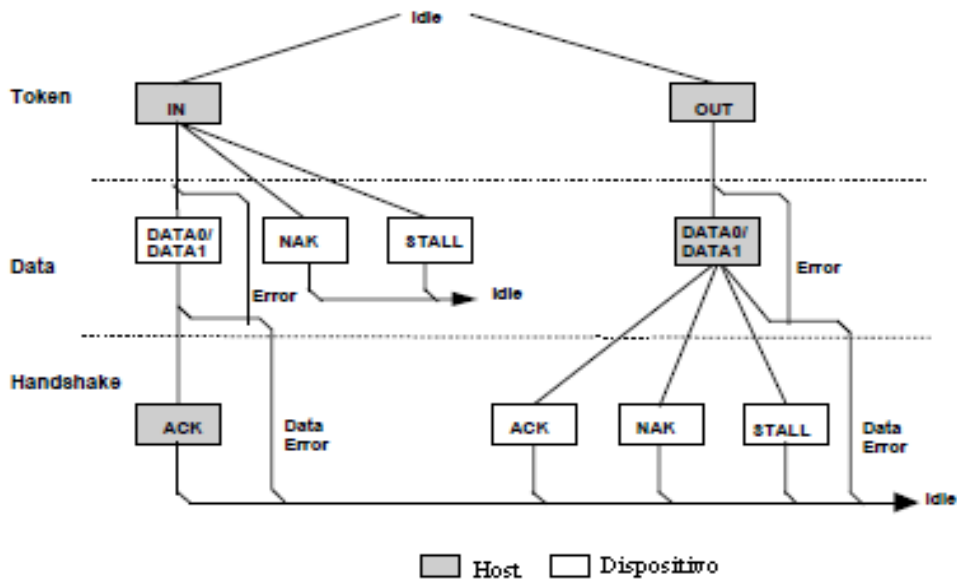 Idle
Token
IN
OUT
DATA0/
DATA1
NAK
STALL
DATA0/
DATA1
Data
Error
Error
Idle
Handshake
ACK
Data
Error
ACK
NAK
STALL
Data
Error
Idle
Host
Dispositivo